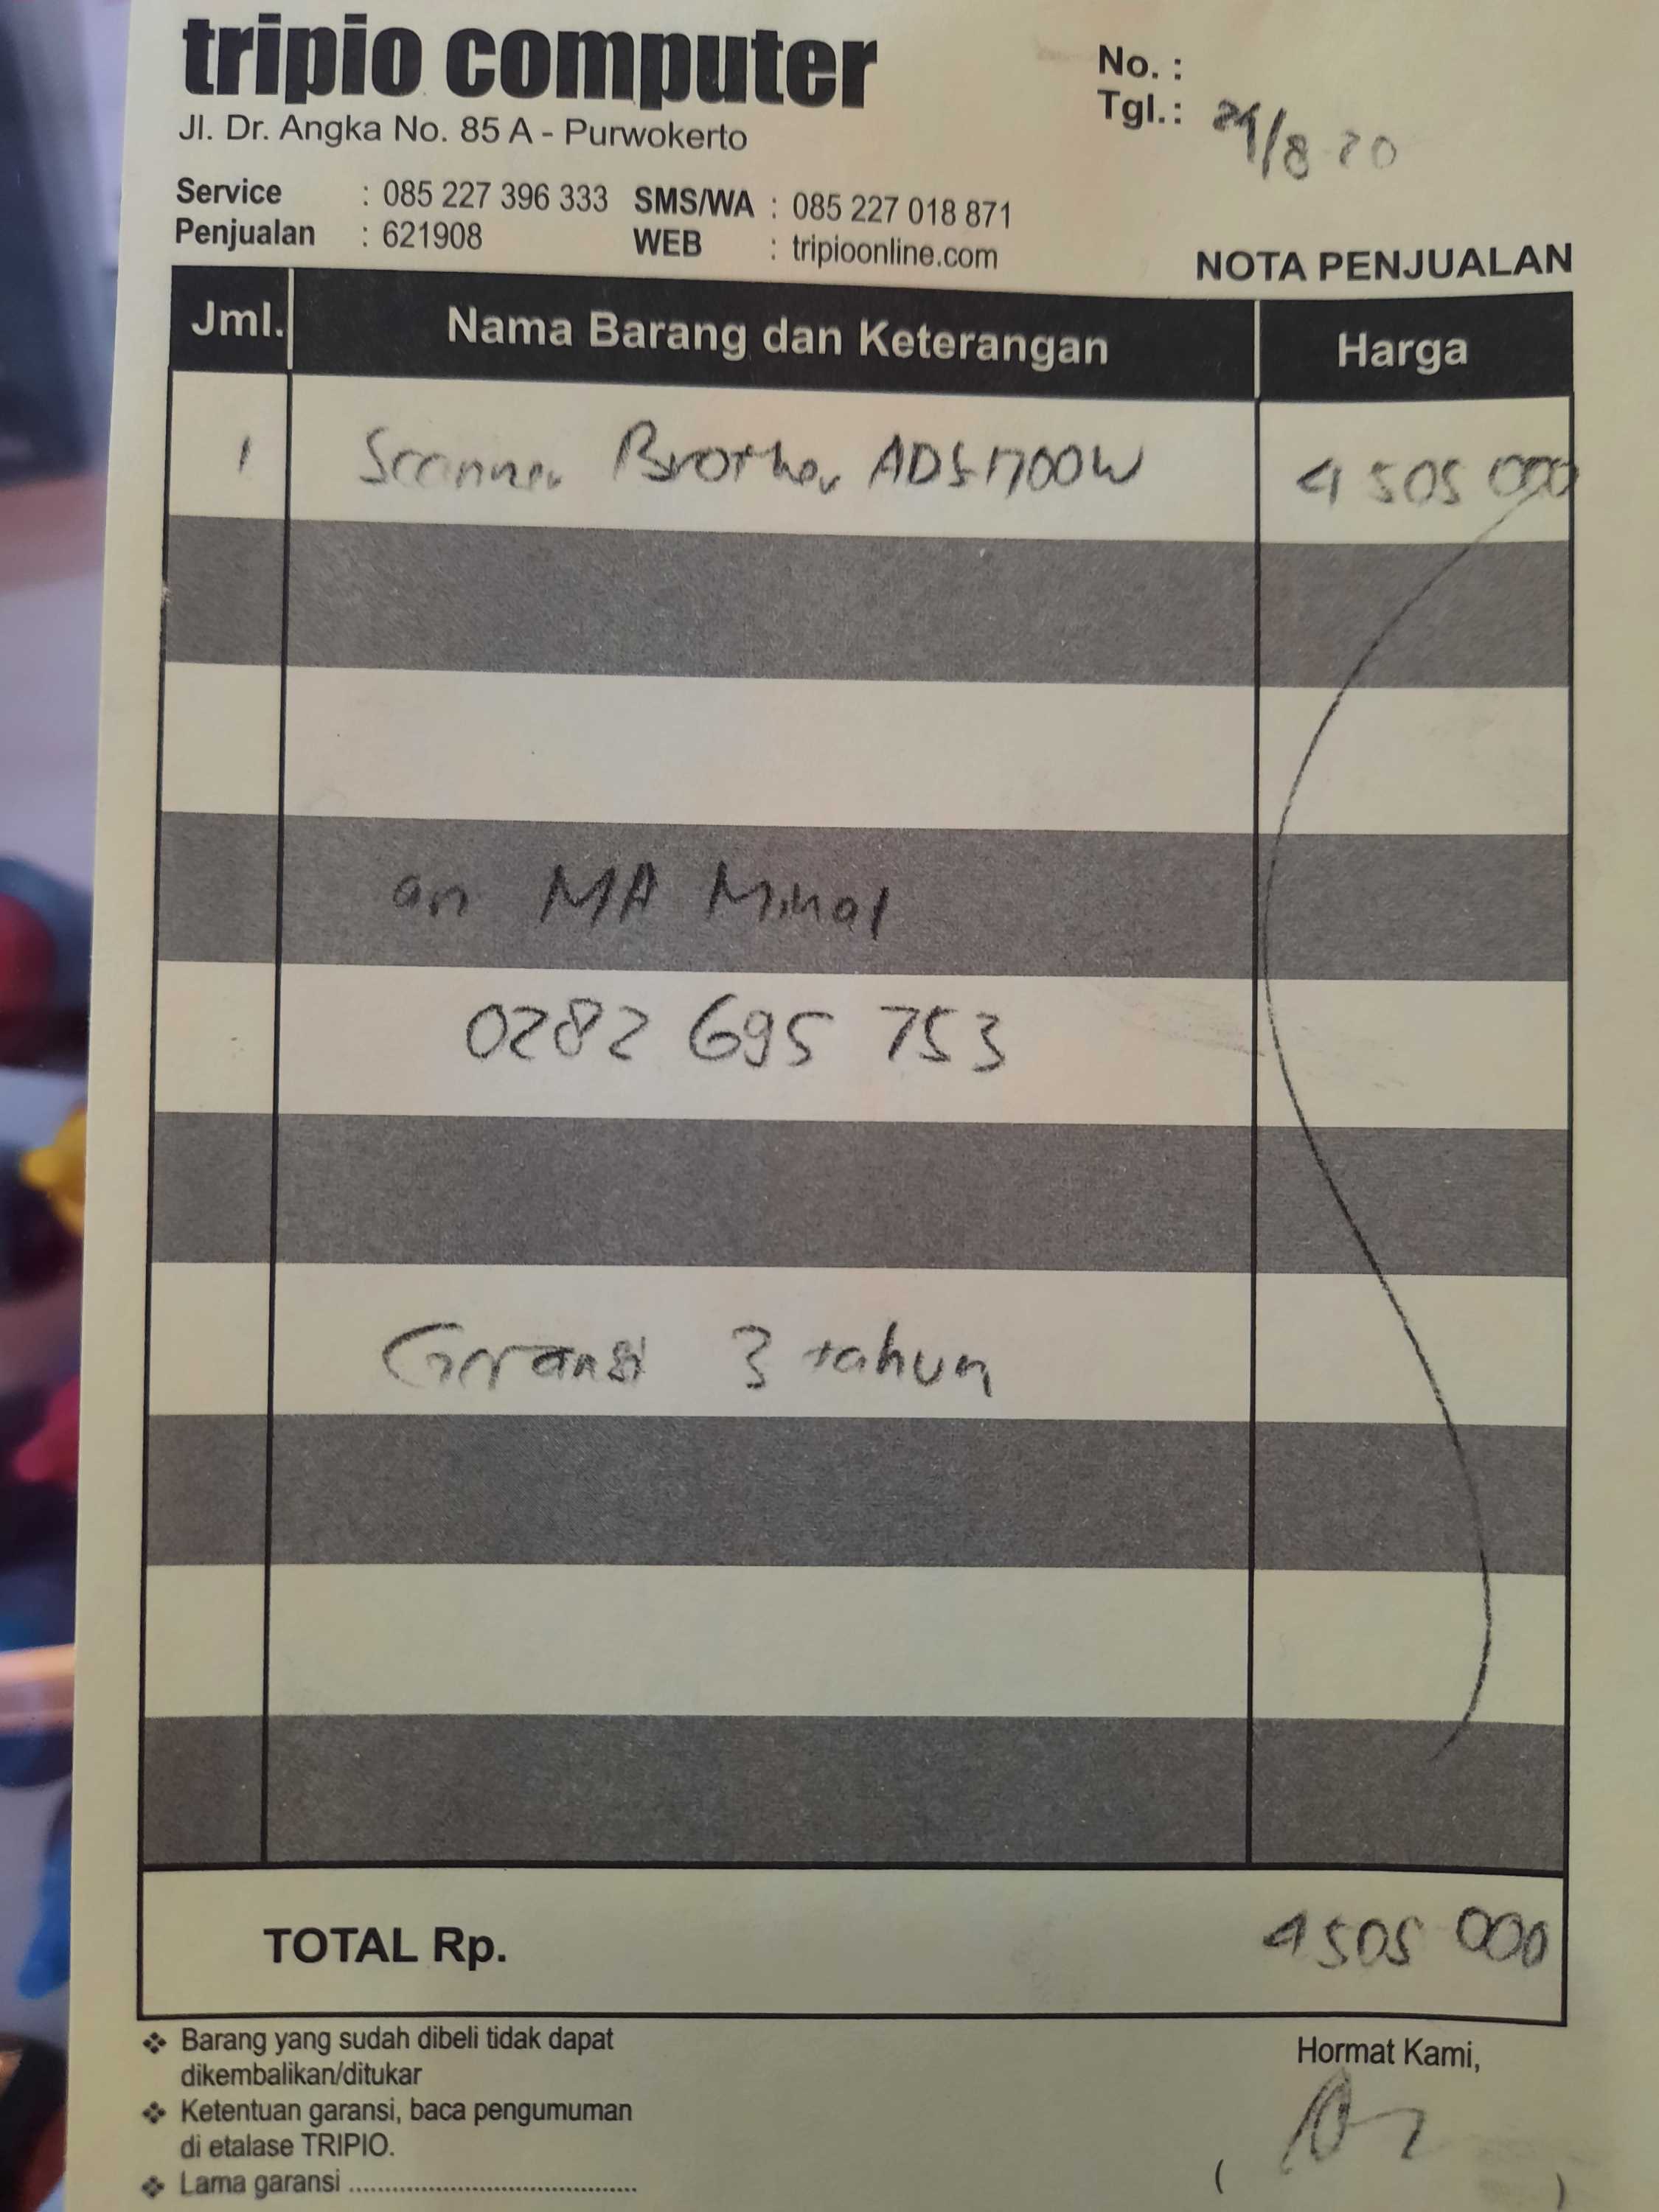 tripio computer
Jl. Dr. Angka No. 85 A - Purwokerto
No. :
Tgl.: /8 20
Service : 085 227 396 333 SMS/WA : 085 227 018 871
Penjualan : 621908 WEB : tripioonline.com
NOTA PENJUALAN
Jml. Nama Barang dan Keterangan Harga
1 Scanner Brother ADS-1700W 4 505 000
an MA Minat
0282 695 753
Garansi 3 tahun
TOTAL Rp. 4 505 000
❖ Barang yang sudah dibeli tidak dapat
dikembalikan/ditukar
❖ Ketentuan garansi, baca pengumuman
di etalase TRIPIO.
❖ Lama garansi ..........................................
Hormat Kami,
( )